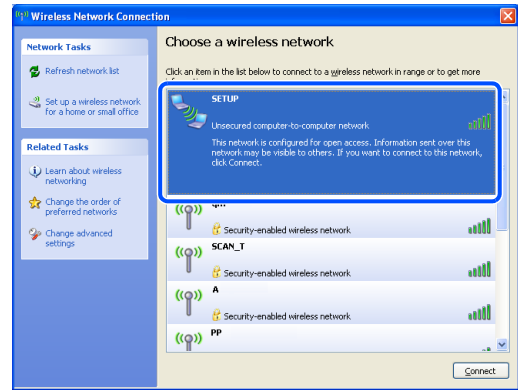 Wireless Network Connection
Network Tasks
Refresh network list
Set up a wireless network
for a home or small office
Related Tasks
Learn about wireless
networking
Change the order of
preferred networks
Change advanced
settings
Choose a wireless network
Click an item in the list below to connect to a wireless network in range or to get more
SETUP
Unsecured computer-to-computer network
This network is configured for open access. Information sent over this
network may be visible to others. If you want to connect to this network,
click Connect.
Security-enabled wireless network
SCAN_T
Security-enabled wireless network
A
Security-enabled wireless network
PP
Connect